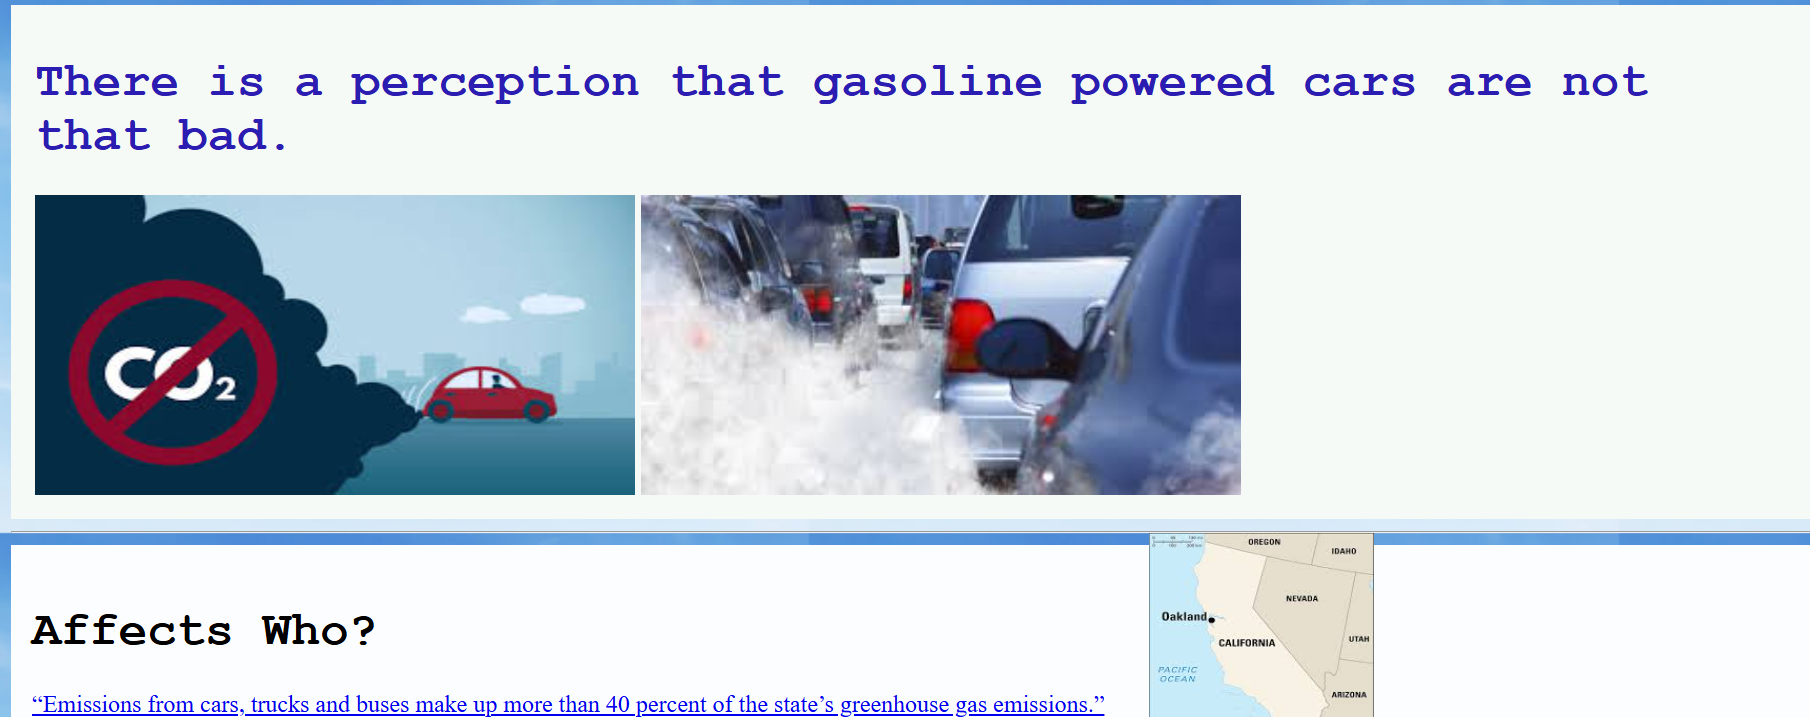 There is a perception that gasoline powered cars are not
that bad.
CO2
Affects Who?
“Emissions from cars, trucks and buses make up more than 40 percent of the state’s greenhouse gas emissions.”
OREGON
IDAHO
NEVADA
Oakland
UTAH
CALIFORNIA
PACIFIC
OCEAN
ARIZONA